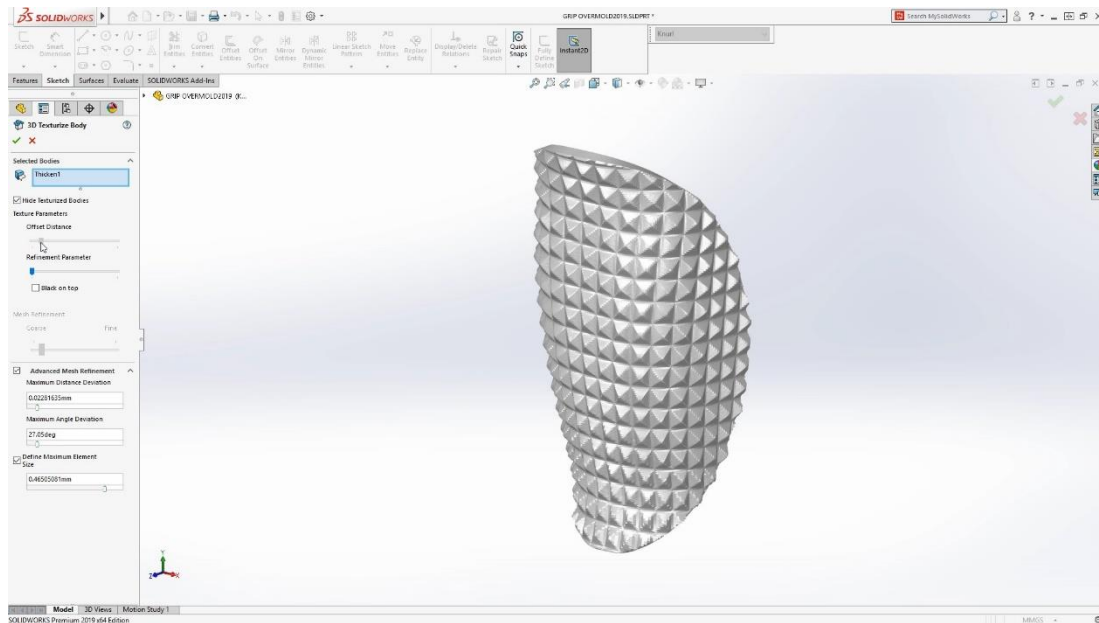 SOLIDWORKS
GRIP OVERMOLD2019.SLDPRT *
Search MySolidWorks
Sketch
Smart Dimension
Trim Entities
Convert Entities
Offset Entities
Offset On Surface
Mirror Entities
Dynamic Mirror Entities
Linear Sketch Pattern
Move Entities
Replace Entity
Display/Delete Relations
Repair Sketch
Quick Snaps
Fully Define Sketch
Instant2D
Knurl
Features Sketch Surfaces Evaluate SOLIDWORKS Add-Ins
GRIP OVERMOLD2019 (K...
3D Texturize Body
Selected Bodies
Thicken1
Hide Texturized Bodies
Texture Parameters
Offset Distance
Refinement Parameter
Black on top
Mesh Refinement
Coarse Fine
Advanced Mesh Refinement
Maximum Distance Deviation
0.02281635mm
Maximum Angle Deviation
27.05deg
Define Maximum Element
Size
0.46505081mm
Y
Z X
Model 3D Views Motion Study 1
SOLIDWORKS Premium 2019 x64 Edition
MMGS